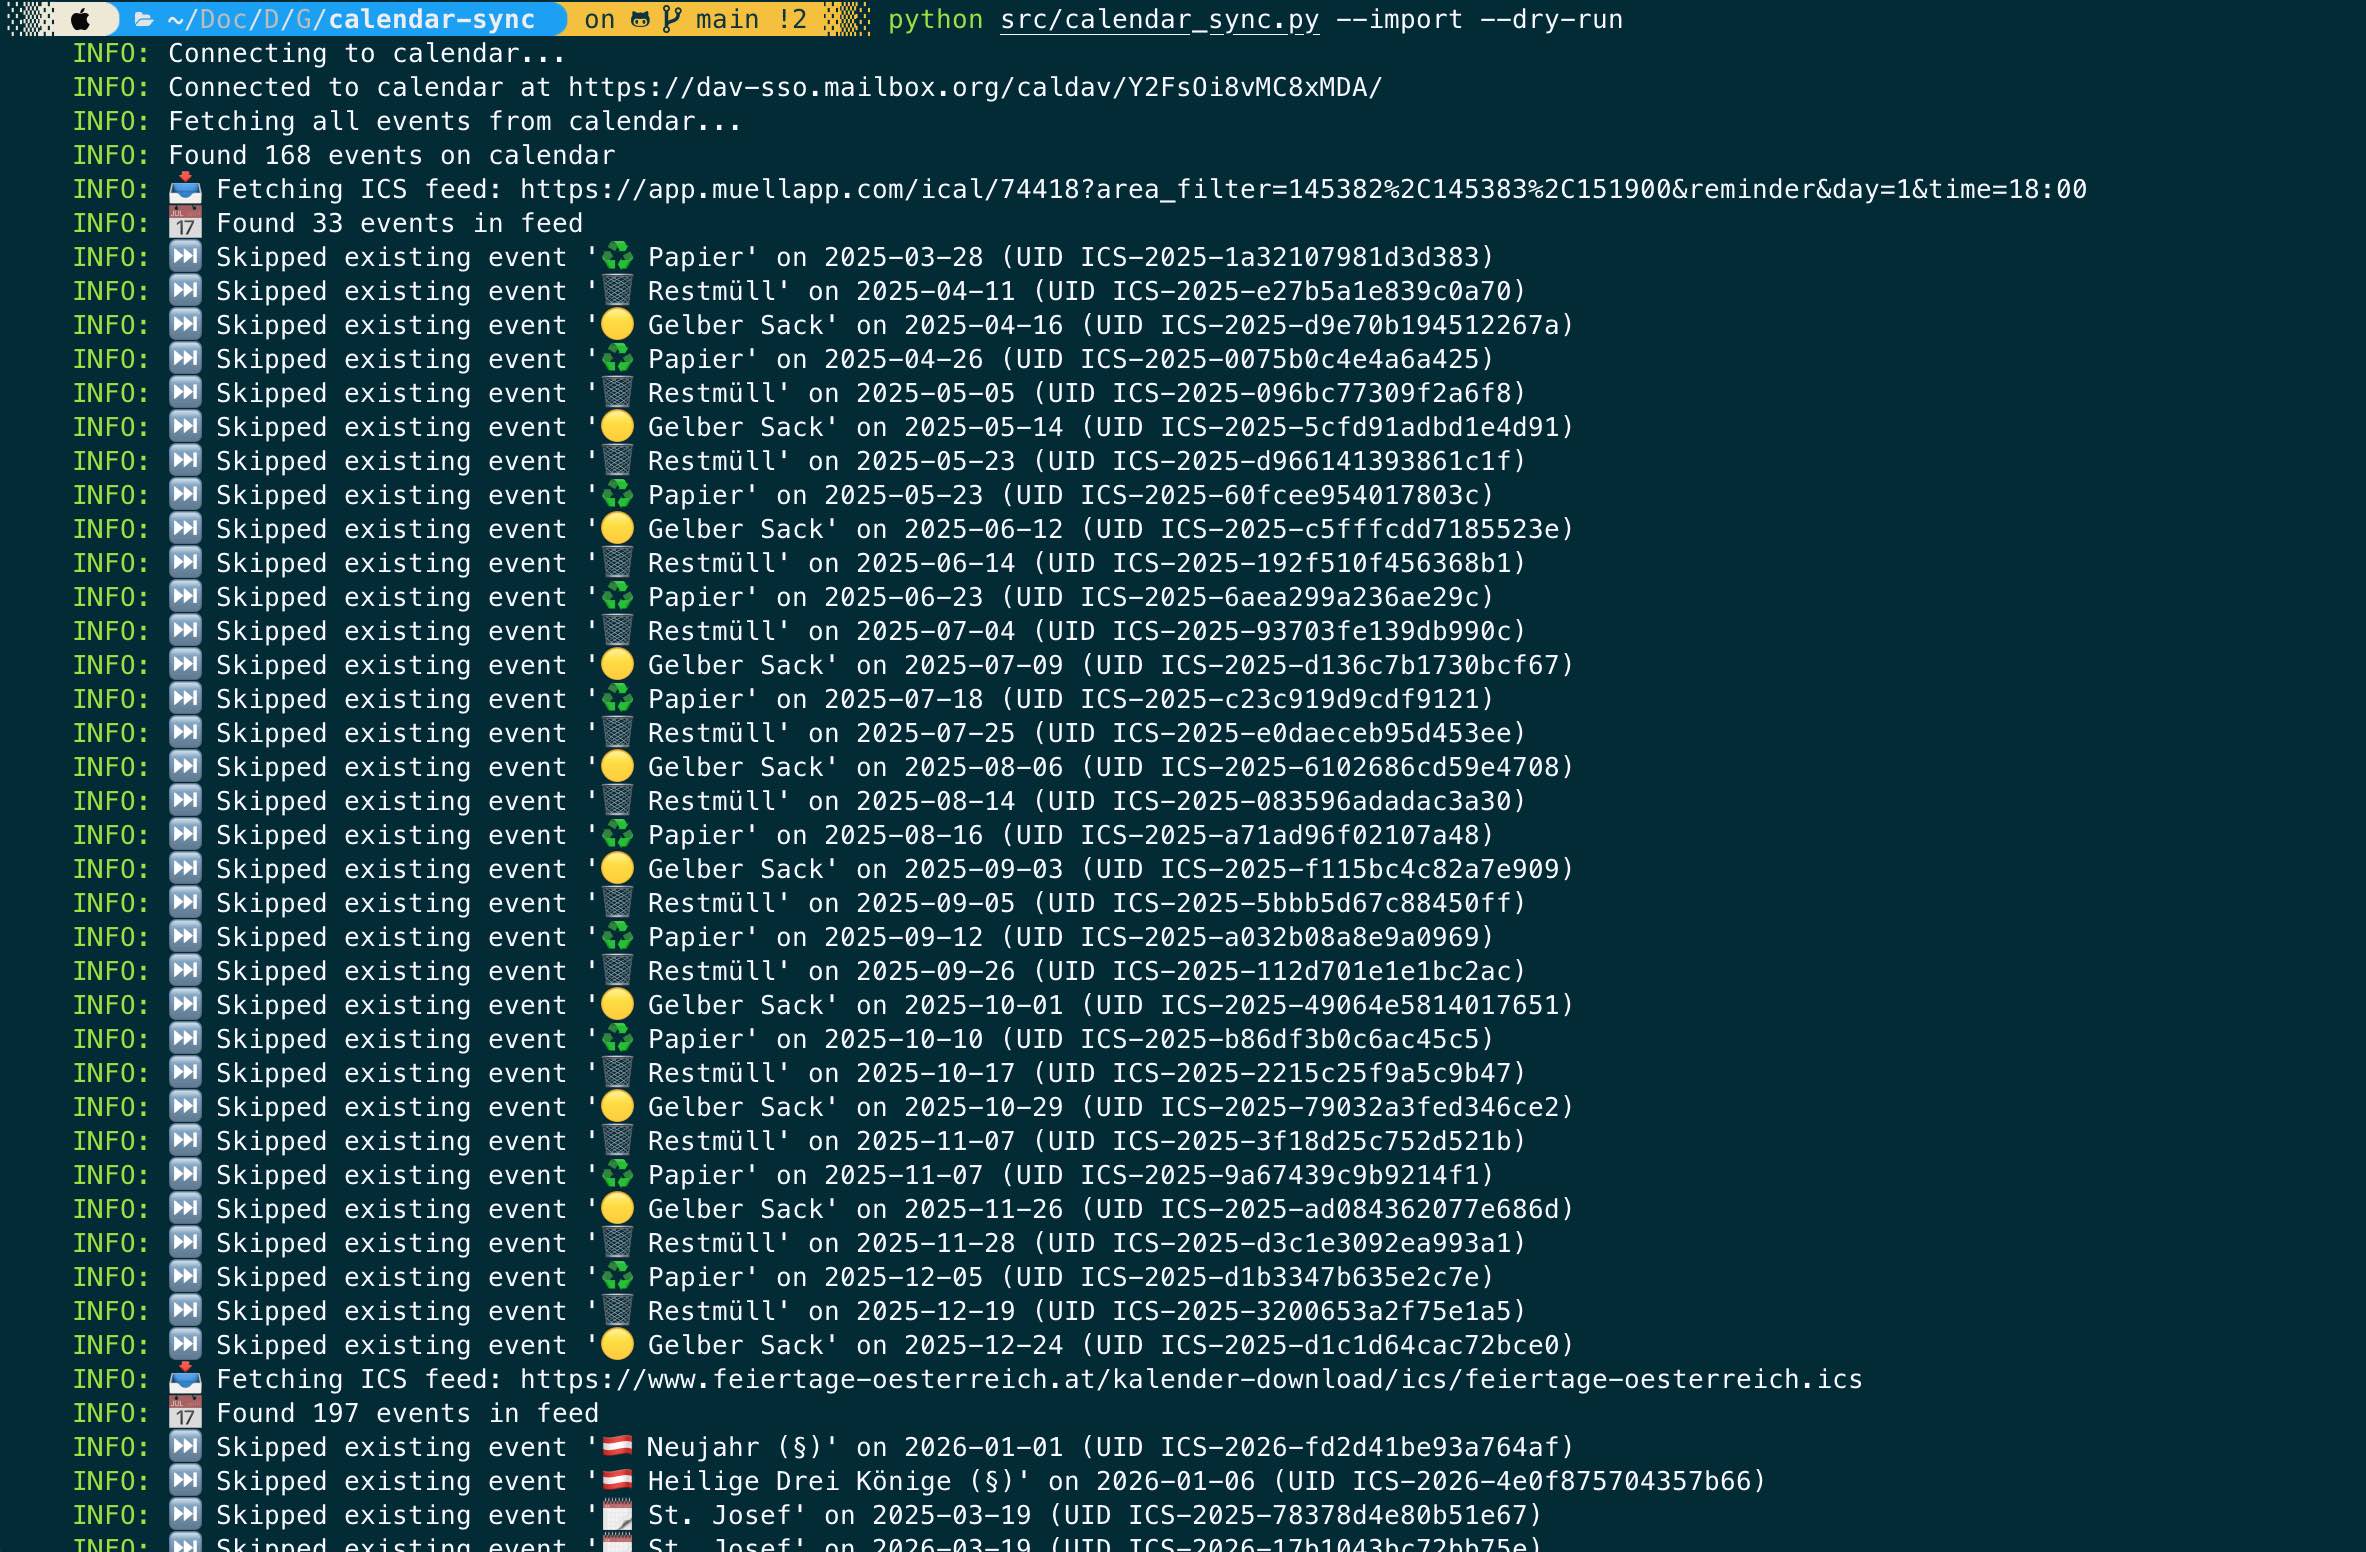 ~/Doc/D/G/calendar-sync on main !2 python src/calendar_sync.py --import --dry-run
INFO: Connecting to calendar...
INFO: Connected to calendar at https://dav-sso.mailbox.org/caldav/Y2FsOi8vMC8xMDA/
INFO: Fetching all events from calendar...
INFO: Found 168 events on calendar
INFO: 📥 Fetching ICS feed: https://app.muellapp.com/ical/74418?area_filter=145382%2C145383%2C151900&reminder&day=1&time=18:00
INFO: 📅 Found 33 events in feed
INFO: ⏭️ Skipped existing event '♻️ Papier' on 2025-03-28 (UID ICS-2025-1a32107981d3d383)
INFO: ⏭️ Skipped existing event '🗑️ Restmüll' on 2025-04-11 (UID ICS-2025-e27b5a1e839c0a70)
INFO: ⏭️ Skipped existing event '🟡 Gelber Sack' on 2025-04-16 (UID ICS-2025-d9e70b194512267a)
INFO: ⏭️ Skipped existing event '♻️ Papier' on 2025-04-26 (UID ICS-2025-0075b0c4e4a6a425)
INFO: ⏭️ Skipped existing event '🗑️ Restmüll' on 2025-05-05 (UID ICS-2025-096bc77309f2a6f8)
INFO: ⏭️ Skipped existing event '🟡 Gelber Sack' on 2025-05-14 (UID ICS-2025-5cfd91adbd1e4d91)
INFO: ⏭️ Skipped existing event '🗑️ Restmüll' on 2025-05-23 (UID ICS-2025-d966141393861c1f)
INFO: ⏭️ Skipped existing event '♻️ Papier' on 2025-05-23 (UID ICS-2025-60fcee954017803c)
INFO: ⏭️ Skipped existing event '🟡 Gelber Sack' on 2025-06-12 (UID ICS-2025-c5fffcdd7185523e)
INFO: ⏭️ Skipped existing event '🗑️ Restmüll' on 2025-06-14 (UID ICS-2025-192f510f456368b1)
INFO: ⏭️ Skipped existing event '♻️ Papier' on 2025-06-23 (UID ICS-2025-6aea299a236ae29c)
INFO: ⏭️ Skipped existing event '🗑️ Restmüll' on 2025-07-04 (UID ICS-2025-93703fe139db990c)
INFO: ⏭️ Skipped existing event '🟡 Gelber Sack' on 2025-07-09 (UID ICS-2025-d136c7b1730bcf67)
INFO: ⏭️ Skipped existing event '♻️ Papier' on 2025-07-18 (UID ICS-2025-c23c919d9cdf9121)
INFO: ⏭️ Skipped existing event '🗑️ Restmüll' on 2025-07-25 (UID ICS-2025-e0daeceb95d453ee)
INFO: ⏭️ Skipped existing event '🟡 Gelber Sack' on 2025-08-06 (UID ICS-2025-6102686cd59e4708)
INFO: ⏭️ Skipped existing event '🗑️ Restmüll' on 2025-08-14 (UID ICS-2025-083596adadac3a30)
INFO: ⏭️ Skipped existing event '♻️ Papier' on 2025-08-16 (UID ICS-2025-a71ad96f02107a48)
INFO: ⏭️ Skipped existing event '🟡 Gelber Sack' on 2025-09-03 (UID ICS-2025-f115bc4c82a7e909)
INFO: ⏭️ Skipped existing event '🗑️ Restmüll' on 2025-09-05 (UID ICS-2025-5bbb5d67c88450ff)
INFO: ⏭️ Skipped existing event '♻️ Papier' on 2025-09-12 (UID ICS-2025-a032b08a8e9a0969)
INFO: ⏭️ Skipped existing event '🗑️ Restmüll' on 2025-09-26 (UID ICS-2025-112d701e1e1bc2ac)
INFO: ⏭️ Skipped existing event '🟡 Gelber Sack' on 2025-10-01 (UID ICS-2025-49064e5814017651)
INFO: ⏭️ Skipped existing event '♻️ Papier' on 2025-10-10 (UID ICS-2025-b86df3b0c6ac45c5)
INFO: ⏭️ Skipped existing event '🗑️ Restmüll' on 2025-10-17 (UID ICS-2025-2215c25f9a5c9b47)
INFO: ⏭️ Skipped existing event '🟡 Gelber Sack' on 2025-10-29 (UID ICS-2025-79032a3fed346ce2)
INFO: ⏭️ Skipped existing event '🗑️ Restmüll' on 2025-11-07 (UID ICS-2025-3f18d25c752d521b)
INFO: ⏭️ Skipped existing event '♻️ Papier' on 2025-11-07 (UID ICS-2025-9a67439c9b9214f1)
INFO: ⏭️ Skipped existing event '🟡 Gelber Sack' on 2025-11-26 (UID ICS-2025-ad084362077e686d)
INFO: ⏭️ Skipped existing event '🗑️ Restmüll' on 2025-11-28 (UID ICS-2025-d3c1e3092ea993a1)
INFO: ⏭️ Skipped existing event '♻️ Papier' on 2025-12-05 (UID ICS-2025-d1b3347b635e2c7e)
INFO: ⏭️ Skipped existing event '🗑️ Restmüll' on 2025-12-19 (UID ICS-2025-3200653a2f75e1a5)
INFO: ⏭️ Skipped existing event '🟡 Gelber Sack' on 2025-12-24 (UID ICS-2025-d1c1d64cac72bce0)
INFO: 📥 Fetching ICS feed: https://www.feiertage-oesterreich.at/kalender-download/ics/feiertage-oesterreich.ics
INFO: 📅 Found 197 events in feed
INFO: ⏭️ Skipped existing event '🇦🇹 Neujahr (§)' on 2026-01-01 (UID ICS-2026-fd2d41be93a764af)
INFO: ⏭️ Skipped existing event '🇦🇹 Heilige Drei Könige (§)' on 2026-01-06 (UID ICS-2026-4e0f875704357b66)
INFO: ⏭️ Skipped existing event '🗓️ St. Josef' on 2025-03-19 (UID ICS-2025-78378d4e80b51e67)
INFO: ⏭️ Skipped existing event '🗓️ St. Josef' on 2026-03-19 (UID ICS-2026-17b1043bc72bb75e)